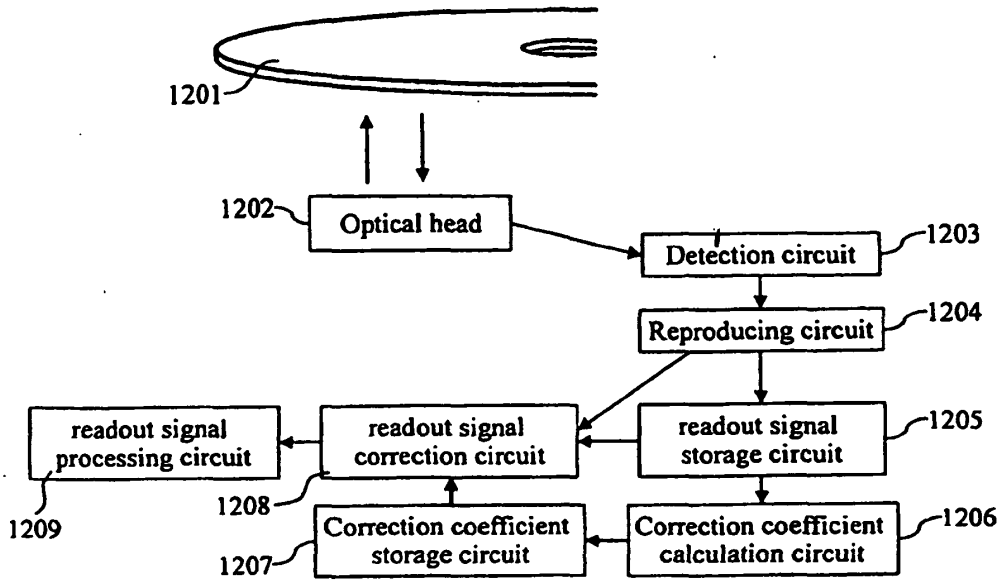 1201
1202
Optical head
1203
Detection circuit
1204
Reproducing circuit
readout signal
processing circuit
1209
readout signal
correction circuit
1208
readout signal
storage circuit
1205
Correction coefficient
storage circuit
1207
Correction coefficient
calculation circuit
1206